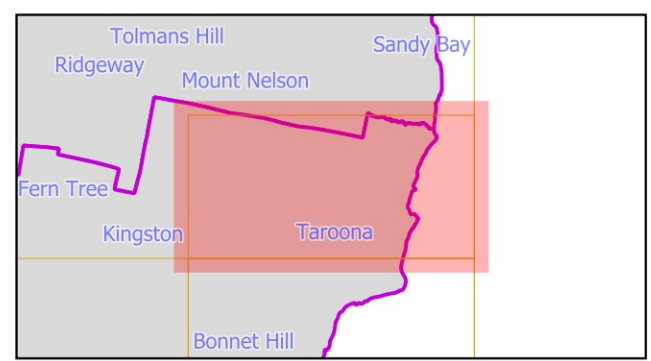 Tolmans Hill
Sandy Bay
Ridgeway
Mount Nelson
Fern Tree
Kingston
Taroona
Bonnet Hill